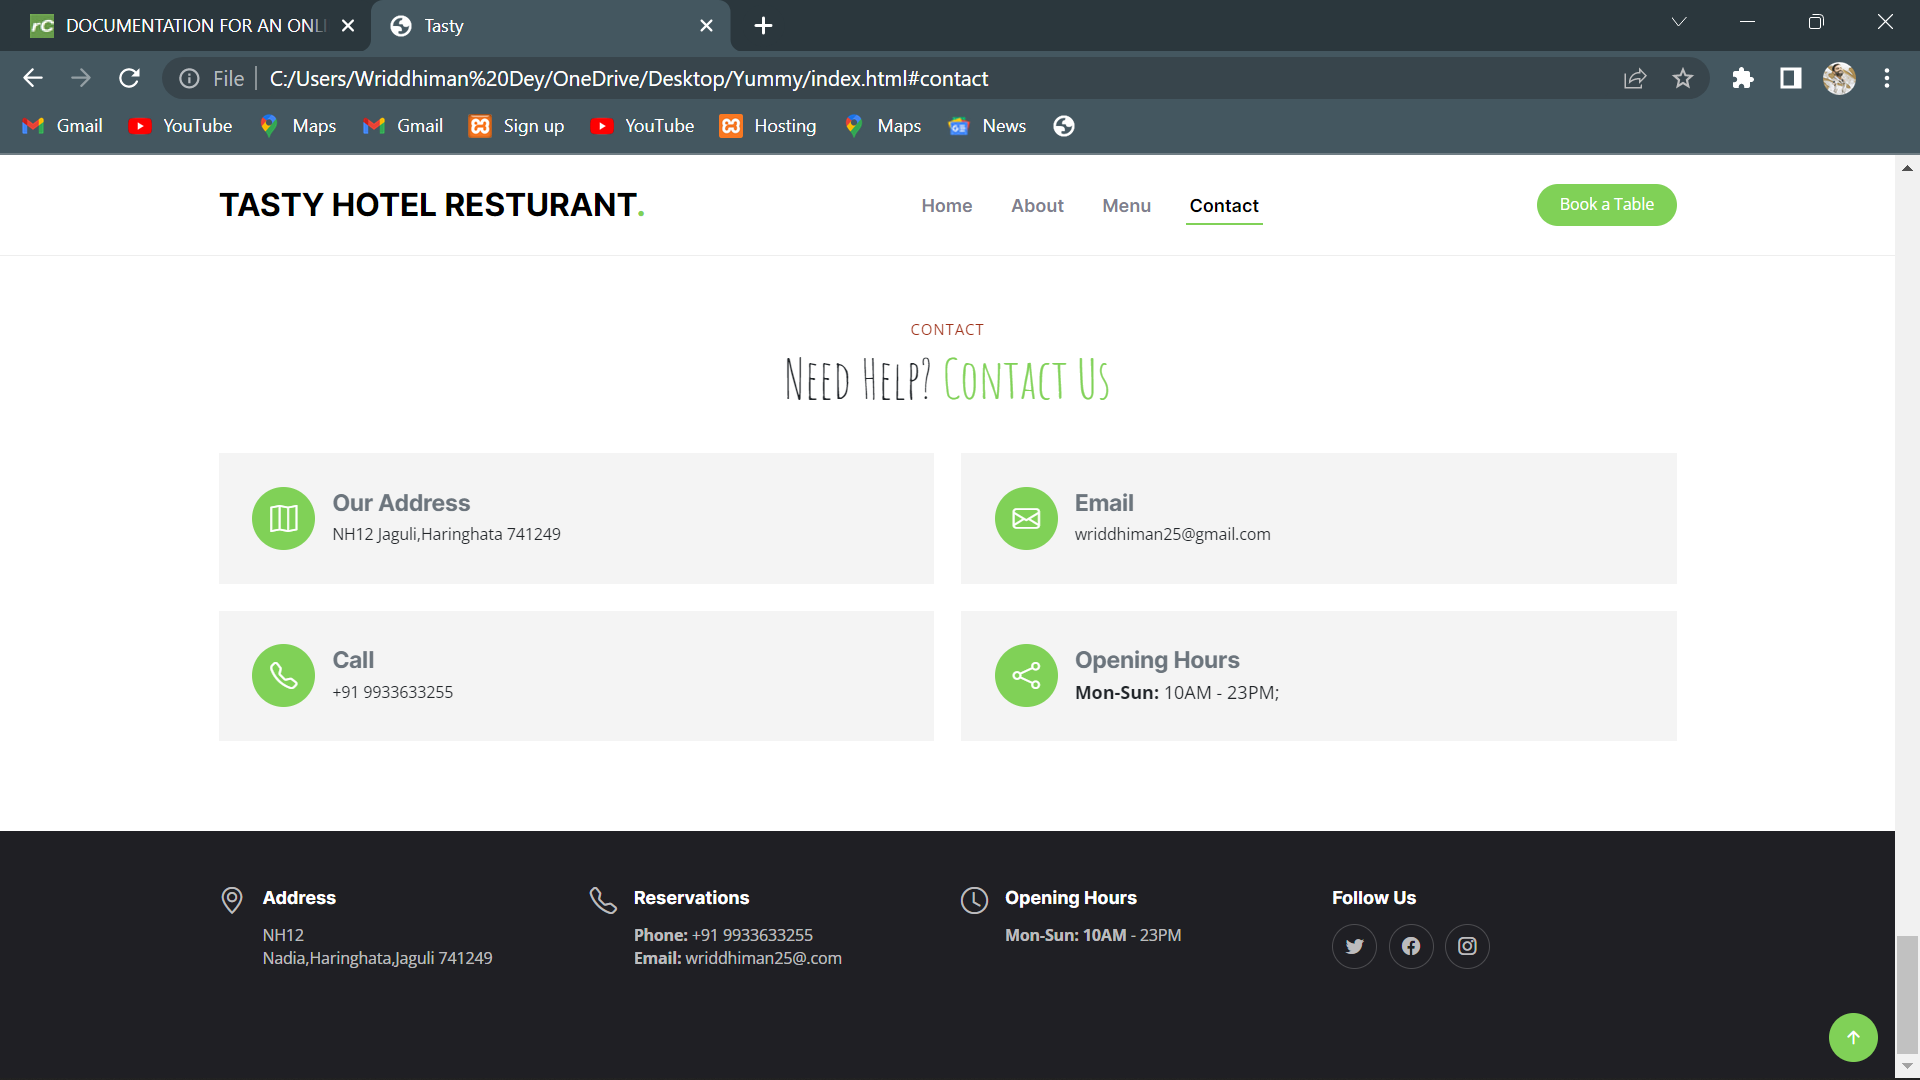 DOCUMENTATION FOR AN ONLI
Tasty
File C:/Users/Wriddhiman%20Dey/OneDrive/Desktop/Yummy/index.html#contact
Gmail YouTube Maps Gmail Sign up YouTube Hosting Maps News
TASTY HOTEL RESTURANT.
Home About Menu Contact
Book a Table
CONTACT
Need Help? Contact Us
Our Address
NH12 Jaguli,Haringhata 741249
Email
wriddhiman25@gmail.com
Call
+91 9933633255
Opening Hours
Mon-Sun: 10AM - 23PM;
Address
NH12
Nadia,Haringhata,Jaguli 741249
Reservations
Phone: +91 9933633255
Email: wriddhiman25@.com
Opening Hours
Mon-Sun: 10AM - 23PM
Follow Us